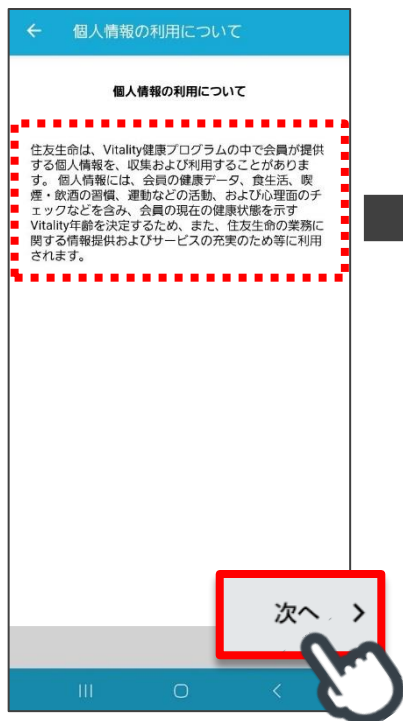 個人情報の利用について
個人情報の利用について
住友生命は、Vitality健康プログラムの中で会員が提供
する個人情報を、収集および利用することがありま
す。 個人情報には、会員の健康データ、食生活、喫
煙・飲酒の習慣、運動などの活動、および心理面のチ
ェックなどを含み、会員の現在の健康状態を示す
Vitality年齢を決定するため、また、住友生命の業務に
関する情報提供およびサービスの充実のため等に利用
されます。
次へ